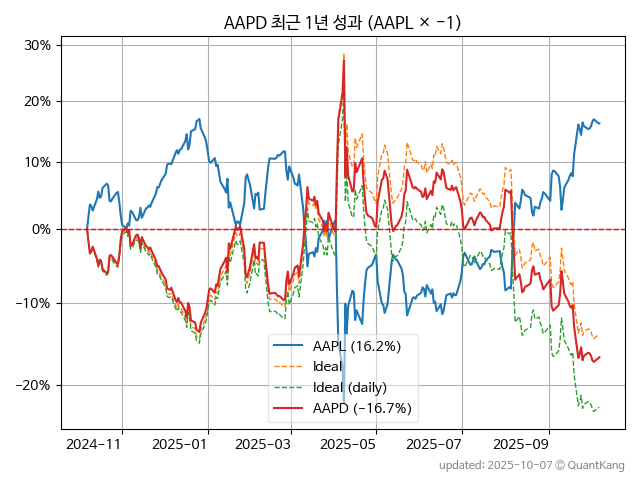 AAPD 최근 1년 성과 (AAPL × −1)
30%
20%
10%
0%
−10%
−20%
AAPL (16.2%)
Ideal
Ideal (daily)
AAPD (−16.7%)
2024−11
2025−01
2025−03
2025−05
2025−07
2025−09
updated: 2025-10-07 © QuantKang